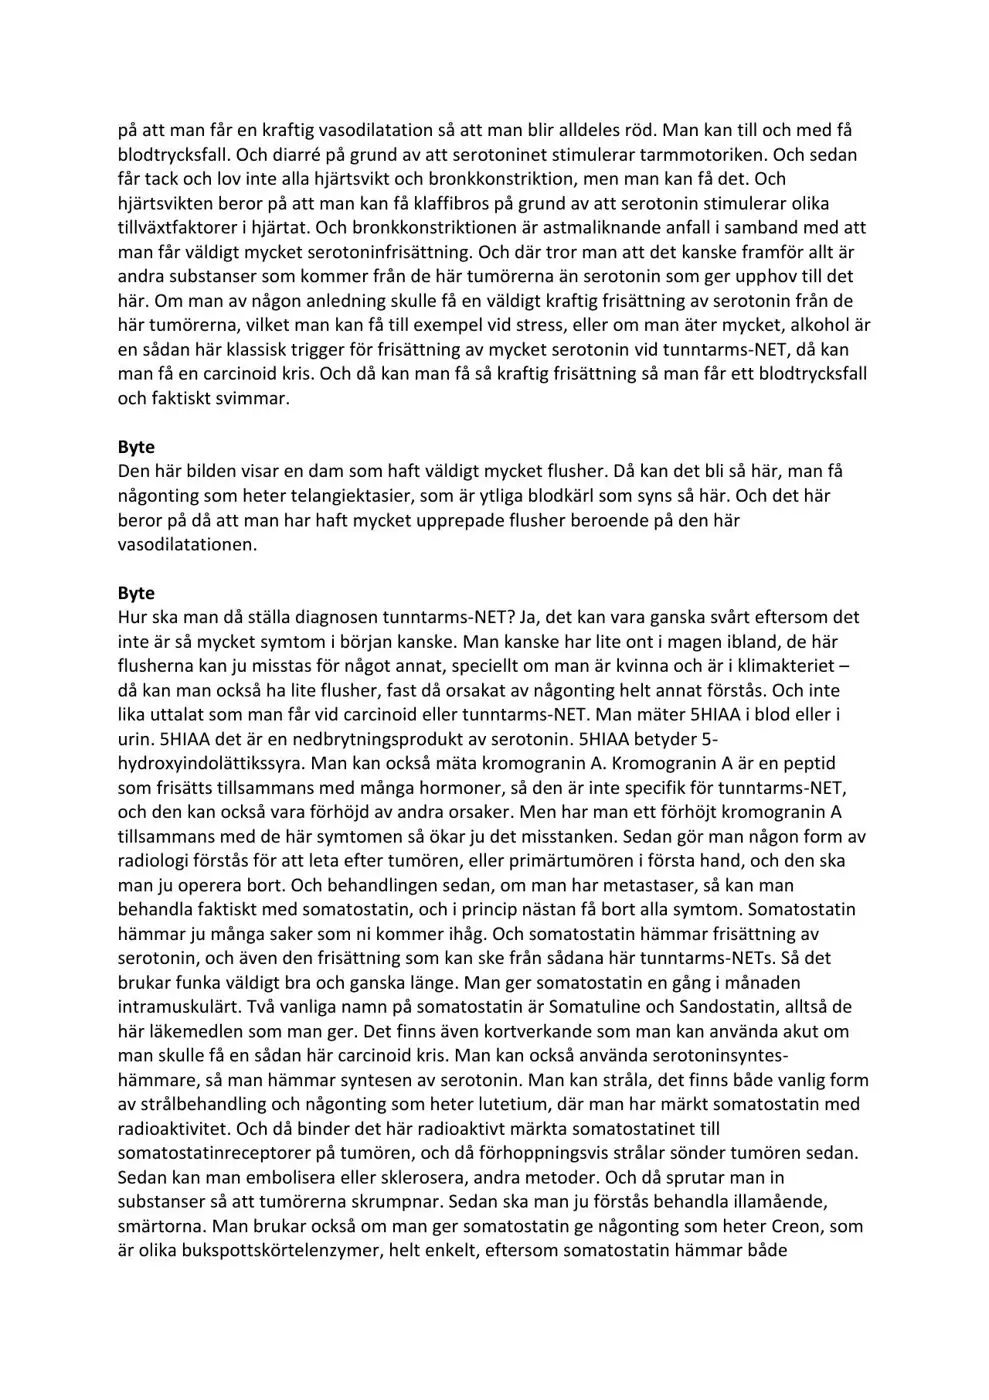 på att man får en kraftig vasodilatation så att man blir alldeles röd. Man kan till och med få
blodtrycksfall. Och diarré på grund av att serotoninet stimulerar tarmmotoriken. Och sedan
får tack och lov inte alla hjärtsvikt och bronkkonstriktion, men man kan få det. Och
hjärtsvikten beror på att man kan få klaffibros på grund av att serotonin stimulerar olika
tillväxtfaktorer i hjärtat. Och bronkkonstriktionen är astmaliknande anfall i samband med att
man får väldigt mycket serotoninfrisättning. Och där tror man att det kanske framför allt är
andra substanser som kommer från de här tumörerna än serotonin som ger upphov till det
här. Om man av någon anledning skulle få en väldigt kraftig frisättning av serotonin från de
här tumörerna, vilket man kan få till exempel vid stress, eller om man äter mycket, alkohol är
en sådan här klassisk trigger för frisättning av mycket serotonin vid tunntarms-NET, då kan
man få en carcinoid kris. Och då kan man få så kraftig frisättning så man får ett blodtrycksfall
och faktiskt svimmar.
Byte
Den här bilden visar en dam som haft väldigt mycket flusher. Då kan det bli så här, man få
någonting som heter telangiektasier, som är ytliga blodkärl som syns så här. Och det här
beror på då att man har haft mycket upprepade flusher beroende på den här
vasodilatationen.
Byte
Hur ska man då ställa diagnosen tunntarms-NET? Ja, det kan vara ganska svårt eftersom det
inte är så mycket symtom i början kanske. Man kanske har lite ont i magen ibland, de här
flusherna kan ju misstas för något annat, speciellt om man är kvinna och är i klimakteriet –
då kan man också ha lite flusher, fast då orsakat av någonting helt annat förstås. Och inte
lika uttalat som man får vid carcinoid eller tunntarms-NET. Man mäter 5HIAA i blod eller i
urin. 5HIAA det är en nedbrytningsprodukt av serotonin. 5HIAA betyder 5-
hydroxyindolättikssyra. Man kan också mäta kromogranin A. Kromogranin A är en peptid
som frisätts tillsammans med många hormoner, så den är inte specifik för tunntarms-NET,
och den kan också vara förhöjd av andra orsaker. Men har man ett förhöjt kromogranin A
tillsammans med de här symtomen så ökar ju det misstanken. Sedan gör man någon form av
radiologi förstås för att leta efter tumören, eller primärtumören i första hand, och den ska
man ju operera bort. Och behandlingen sedan, om man har metastaser, så kan man
behandla faktiskt med somatostatin, och i princip nästan få bort alla symtom. Somatostatin
hämmar ju många saker som ni kommer ihåg. Och somatostatin hämmar frisättning av
serotonin, och även den frisättning som kan ske från sådana här tunntarms-NETs. Så det
brukar funka väldigt bra och ganska länge. Man ger somatostatin en gång i månaden
intramuskulärt. Två vanliga namn på somatostatin är Somatuline och Sandostatin, alltså de
här läkemedlen som man ger. Det finns även kortverkande som man kan använda akut om
man skulle få en sådan här carcinoid kris. Man kan också använda serotoninsyntes-
hämmare, så man hämmar syntesen av serotonin. Man kan stråla, det finns både vanlig form
av strålbehandling och någonting som heter lutetium, där man har märkt somatostatin med
radioaktivitet. Och då binder det här radioaktivt märkta somatostatinet till
somatostatinreceptorer på tumören, och då förhoppningsvis strålar sönder tumören sedan.
Sedan kan man embolisera eller sklerosera, andra metoder. Och då sprutar man in
substanser så att tumörerna skrumpnar. Sedan ska man ju förstås behandla illamående,
smärtorna. Man brukar också om man ger somatostatin ge någonting som heter Creon, som
är olika bukspottskörtelenzymer, helt enkelt, eftersom somatostatin hämmar både